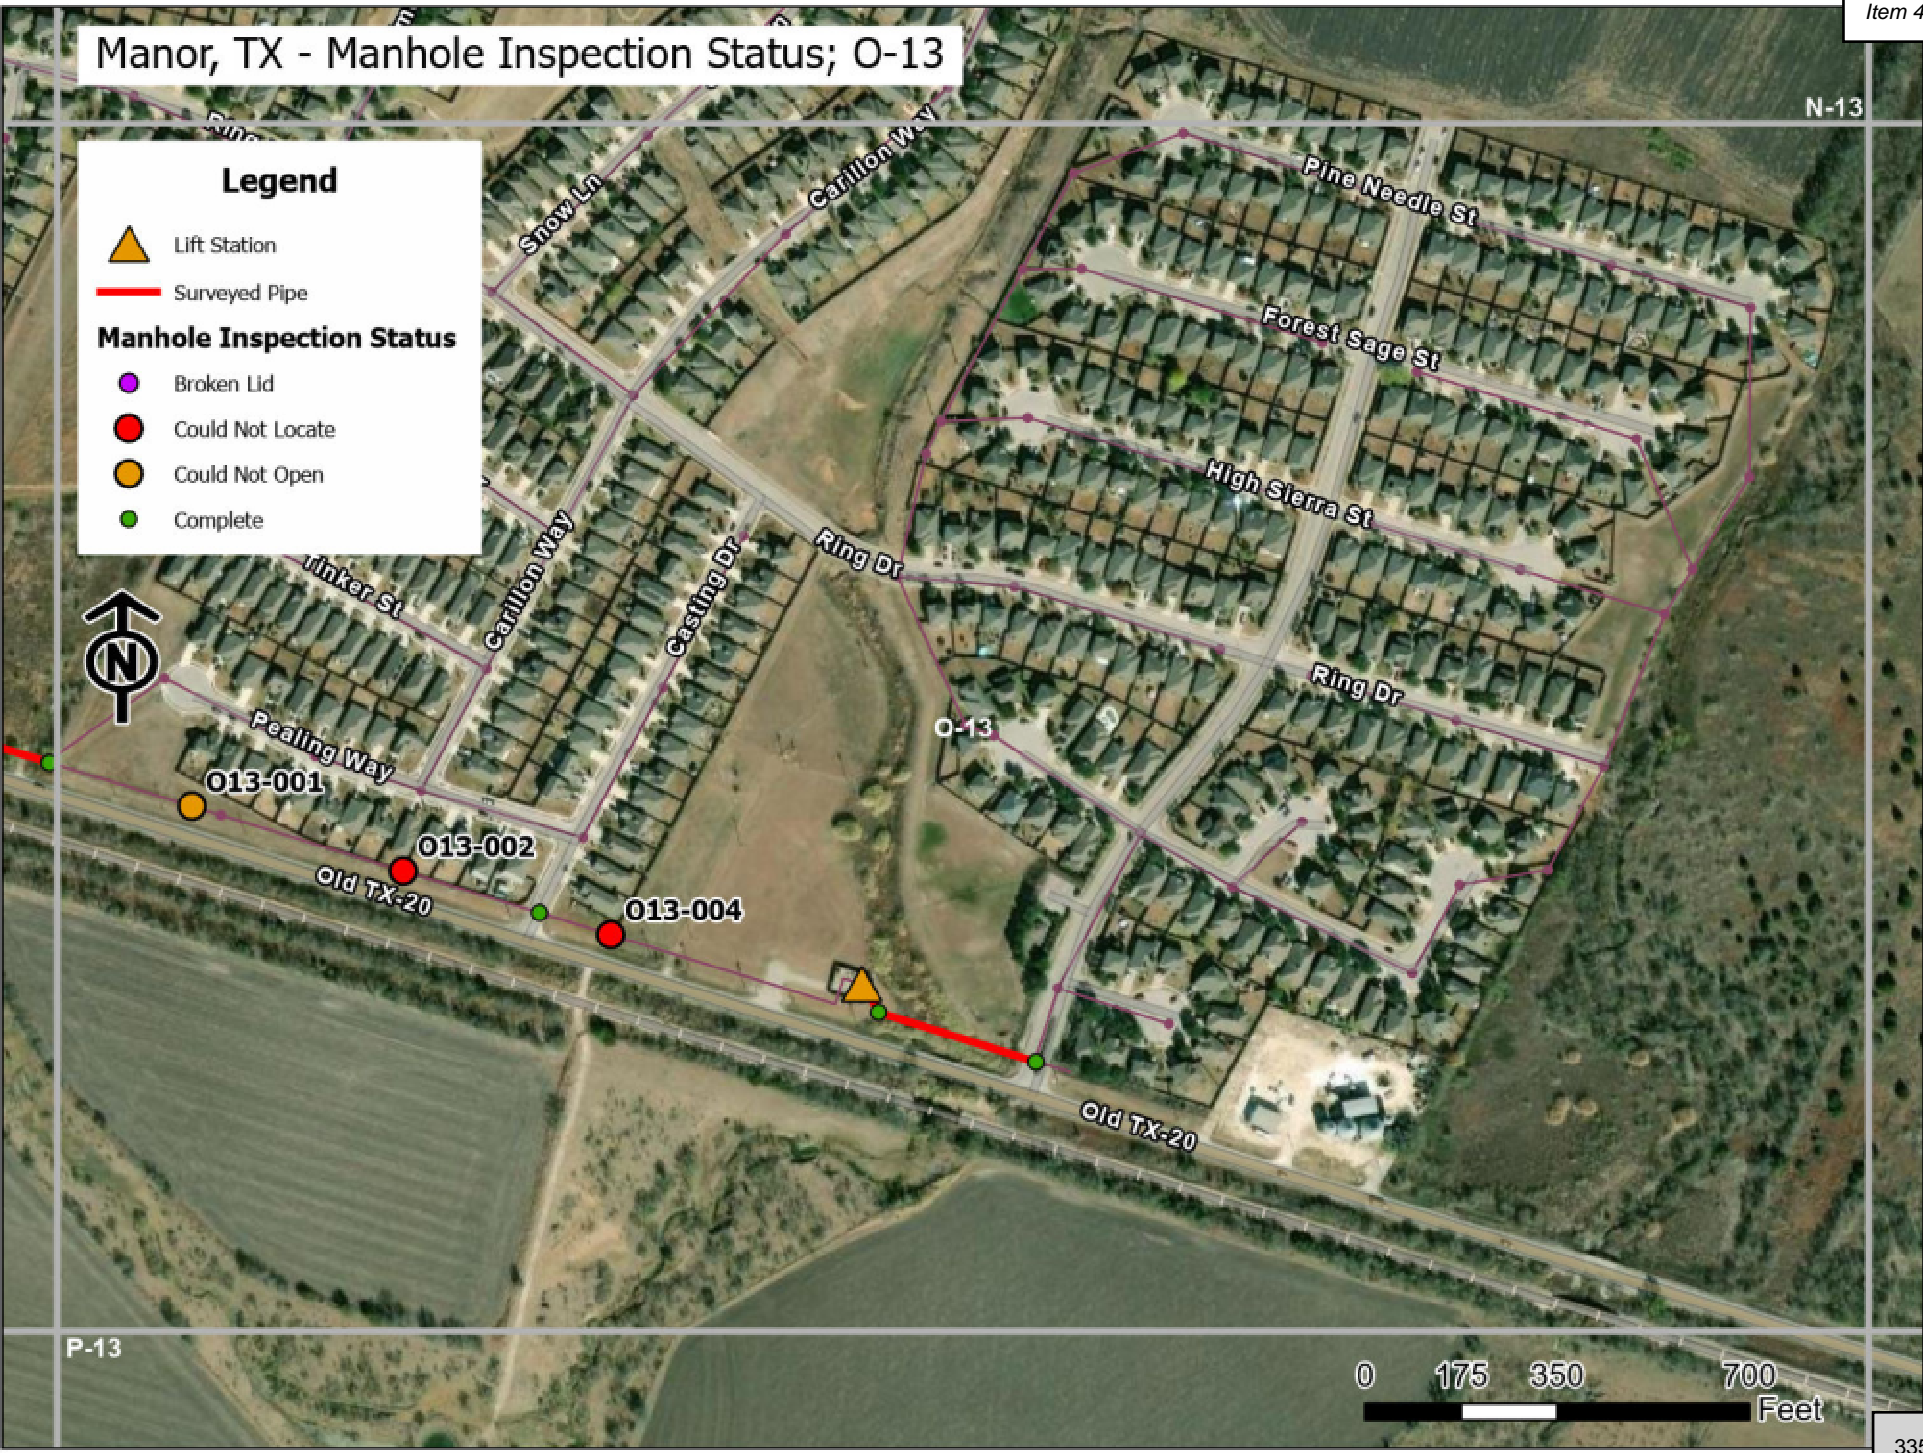 Item 4
Manor, TX - Manhole Inspection Status; O-13
N-13
Ring
Legend
Lift Station
Surveyed Pipe
Manhole Inspection Status
Broken Lid
Could Not Locate
Could Not Open
Complete
Snow Ln
Carillon Way
Pine Needle St
Forest Sage St
High Sierra St
Ring Dr
Carillon Way
Casting Dr
Tinker St
N
Ring Dr
Pealing Way
O-13
O13-001
O13-002
Old TX-20
O13-004
Old TX-20
P-13
0 175 350 700
Feet
335